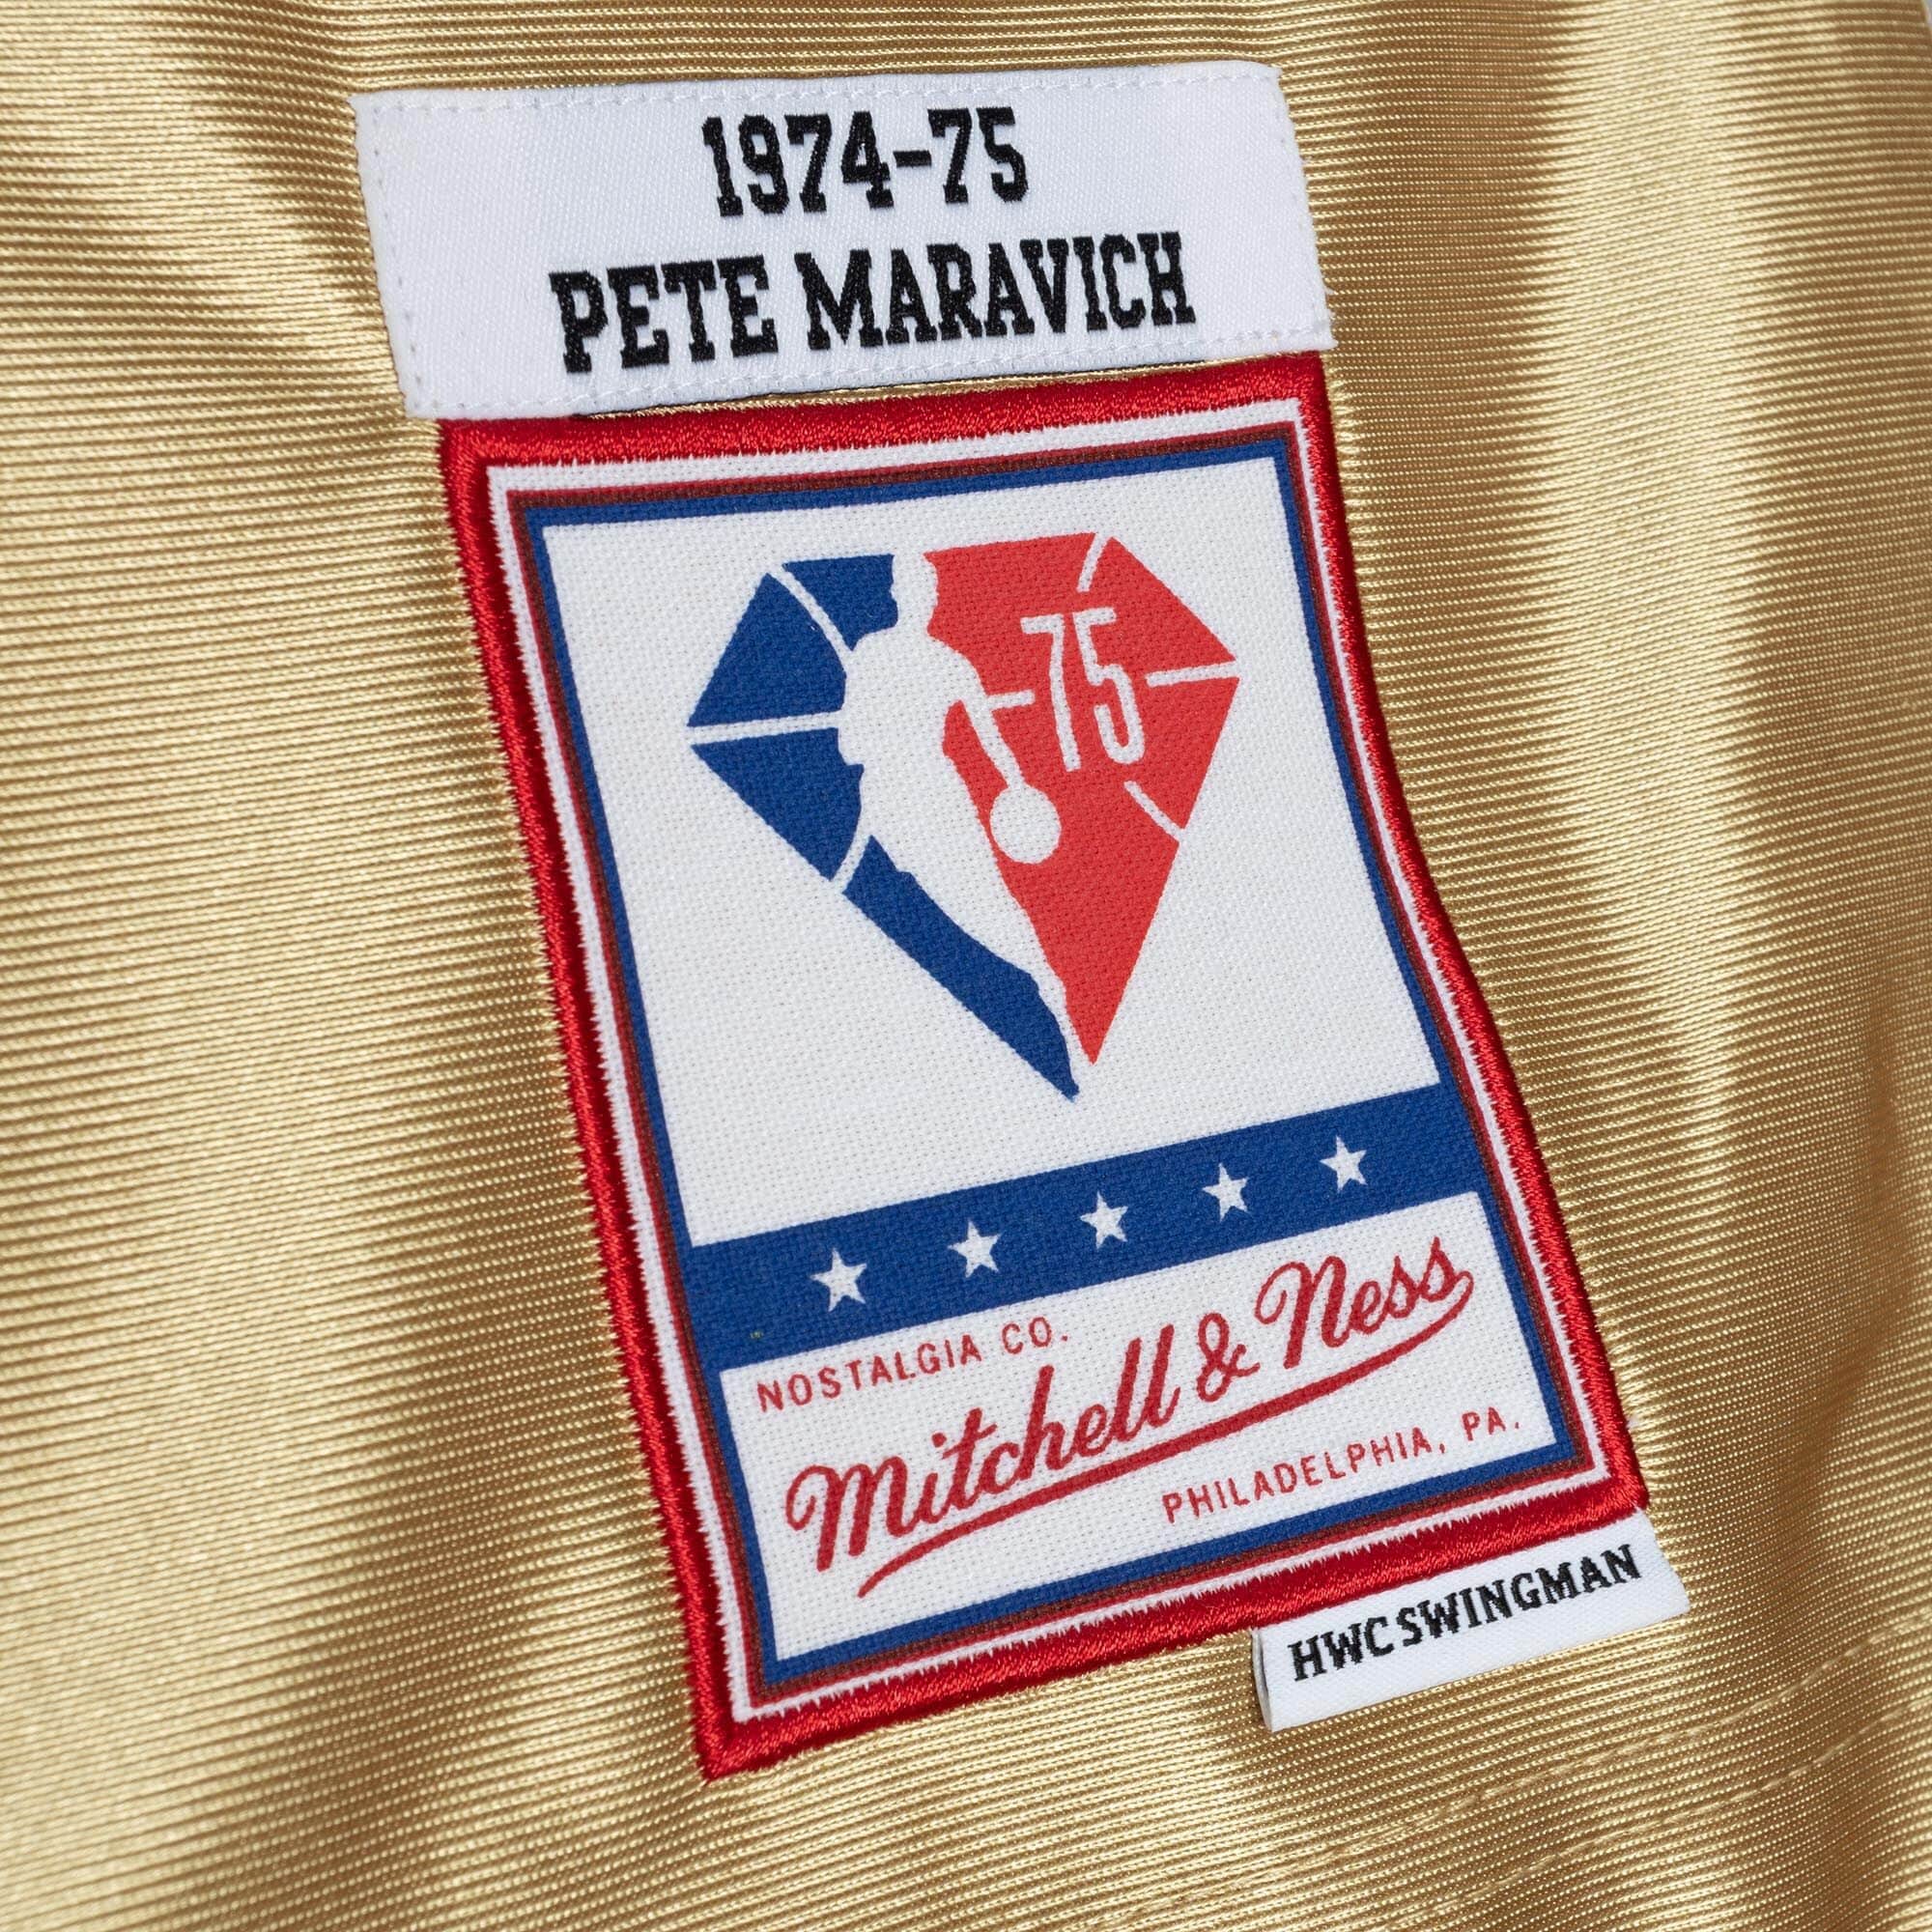 1974-75
PETE MARAVICH
75
NOSTALGIA CO.
Mitchell & Ness
PHILADELPHIA, PA.
HWC SWINGMAN